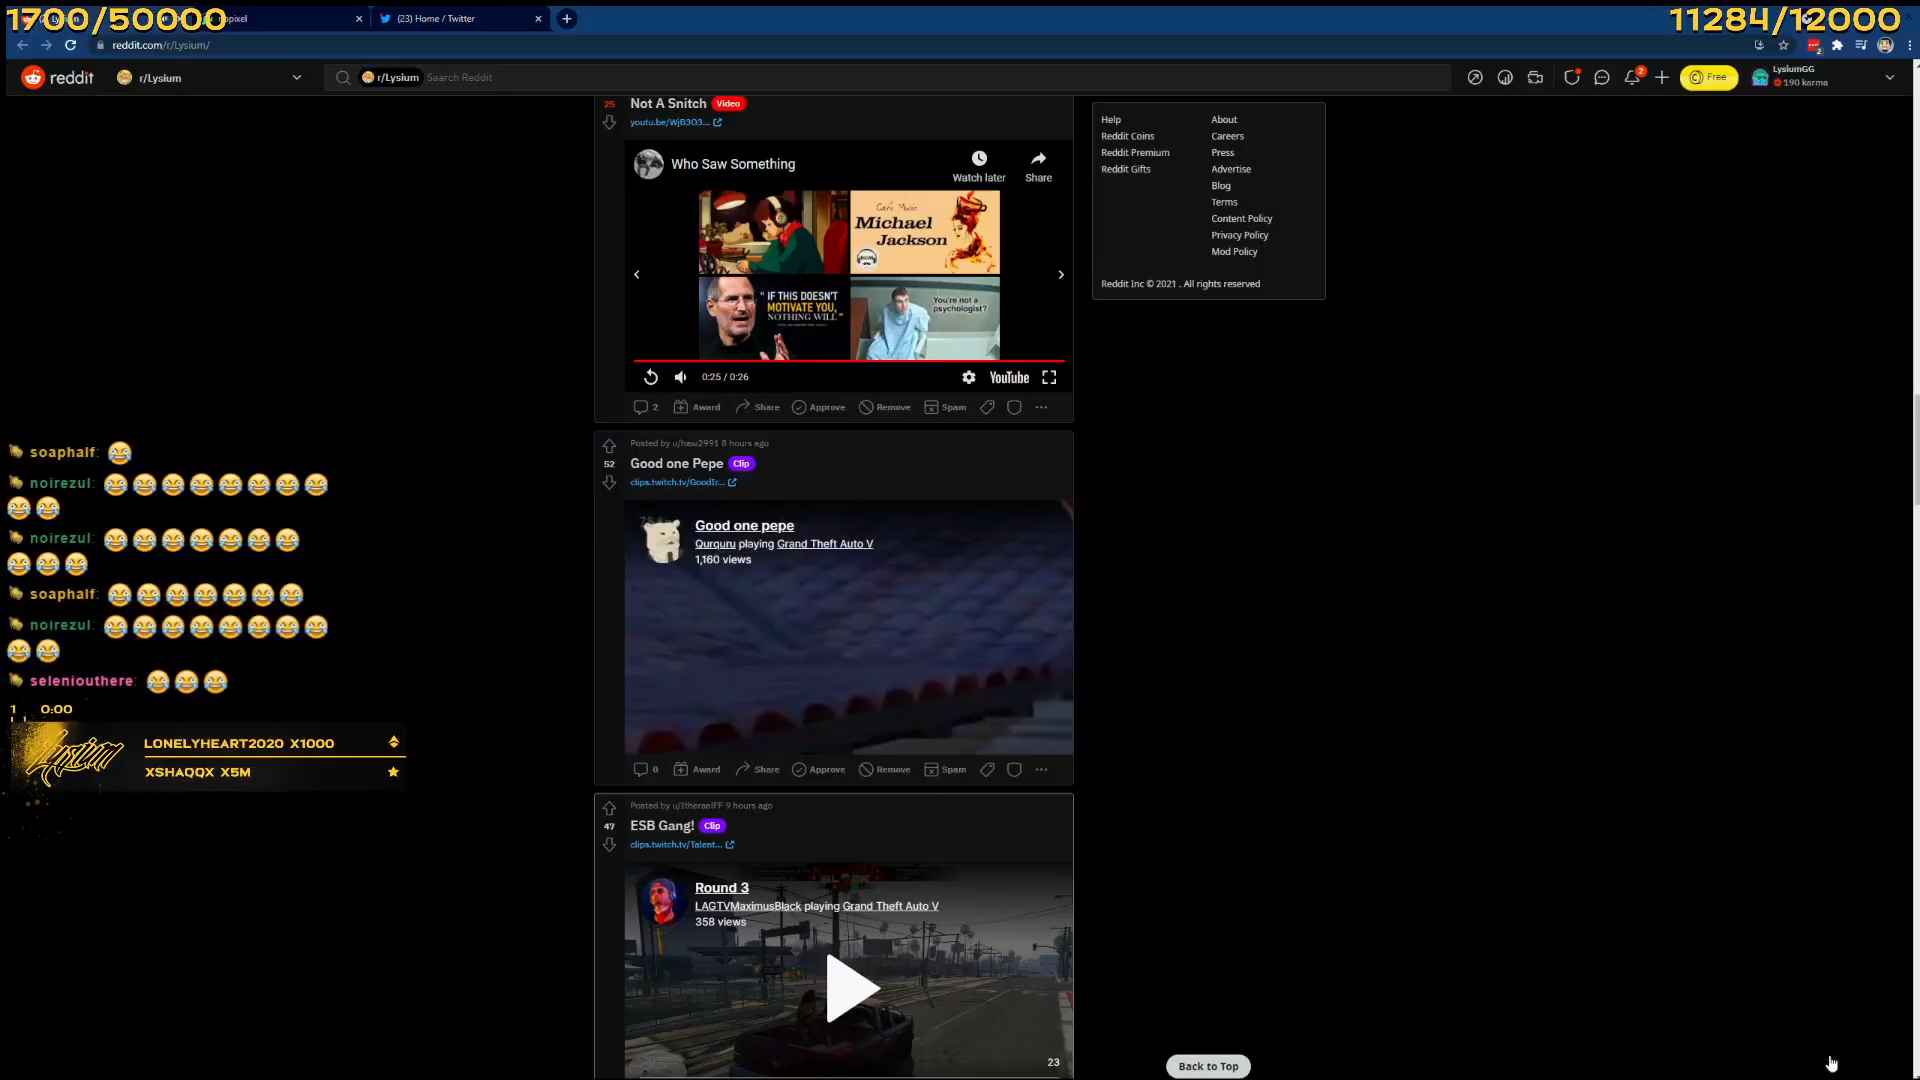 1700/50000
11284/12000
(23) Home / Twitter
reddit.com/r/Lysium/
reddit
r/Lysium
r/Lysium
Search Reddit
2
Free
LysiumGG
190 karma
25
Not A Snitch
Video
youtu.be/WjB3O3...
Who Saw Something
Watch later
Share
Cafe Music
Michael
Jackson
BGM
" IF THIS DOESN'T
MOTIVATE YOU,
NOTHING WILL "
You're not a
psychologist?
0:25 / 0:26
YouTube
2
Award
Share
Approve
Remove
Spam
Help
Reddit Coins
Reddit Premium
Reddit Gifts
About
Careers
Press
Advertise
Blog
Terms
Content Policy
Privacy Policy
Mod Policy
Reddit Inc © 2021 . All rights reserved
Posted by u/haw2991 8 hours ago
52
Good one Pepe
Clip
clips.twitch.tv/GoodIr...
Good one pepe
Qurquru playing Grand Theft Auto V
1,160 views
0
Award
Share
Approve
Remove
Spam
Posted by u/ItheraelFF 9 hours ago
47
ESB Gang!
Clip
clips.twitch.tv/Talent...
Round 3
LAGTVMaximusBlack playing Grand Theft Auto V
358 views
23
Back to Top
soaphalf:
noirezul:
noirezul:
soaphalf:
noirezul:
seleniouthere:
1 0:00
Lysium
LONELYHEART2020 X1000
XSHAQQX X5M